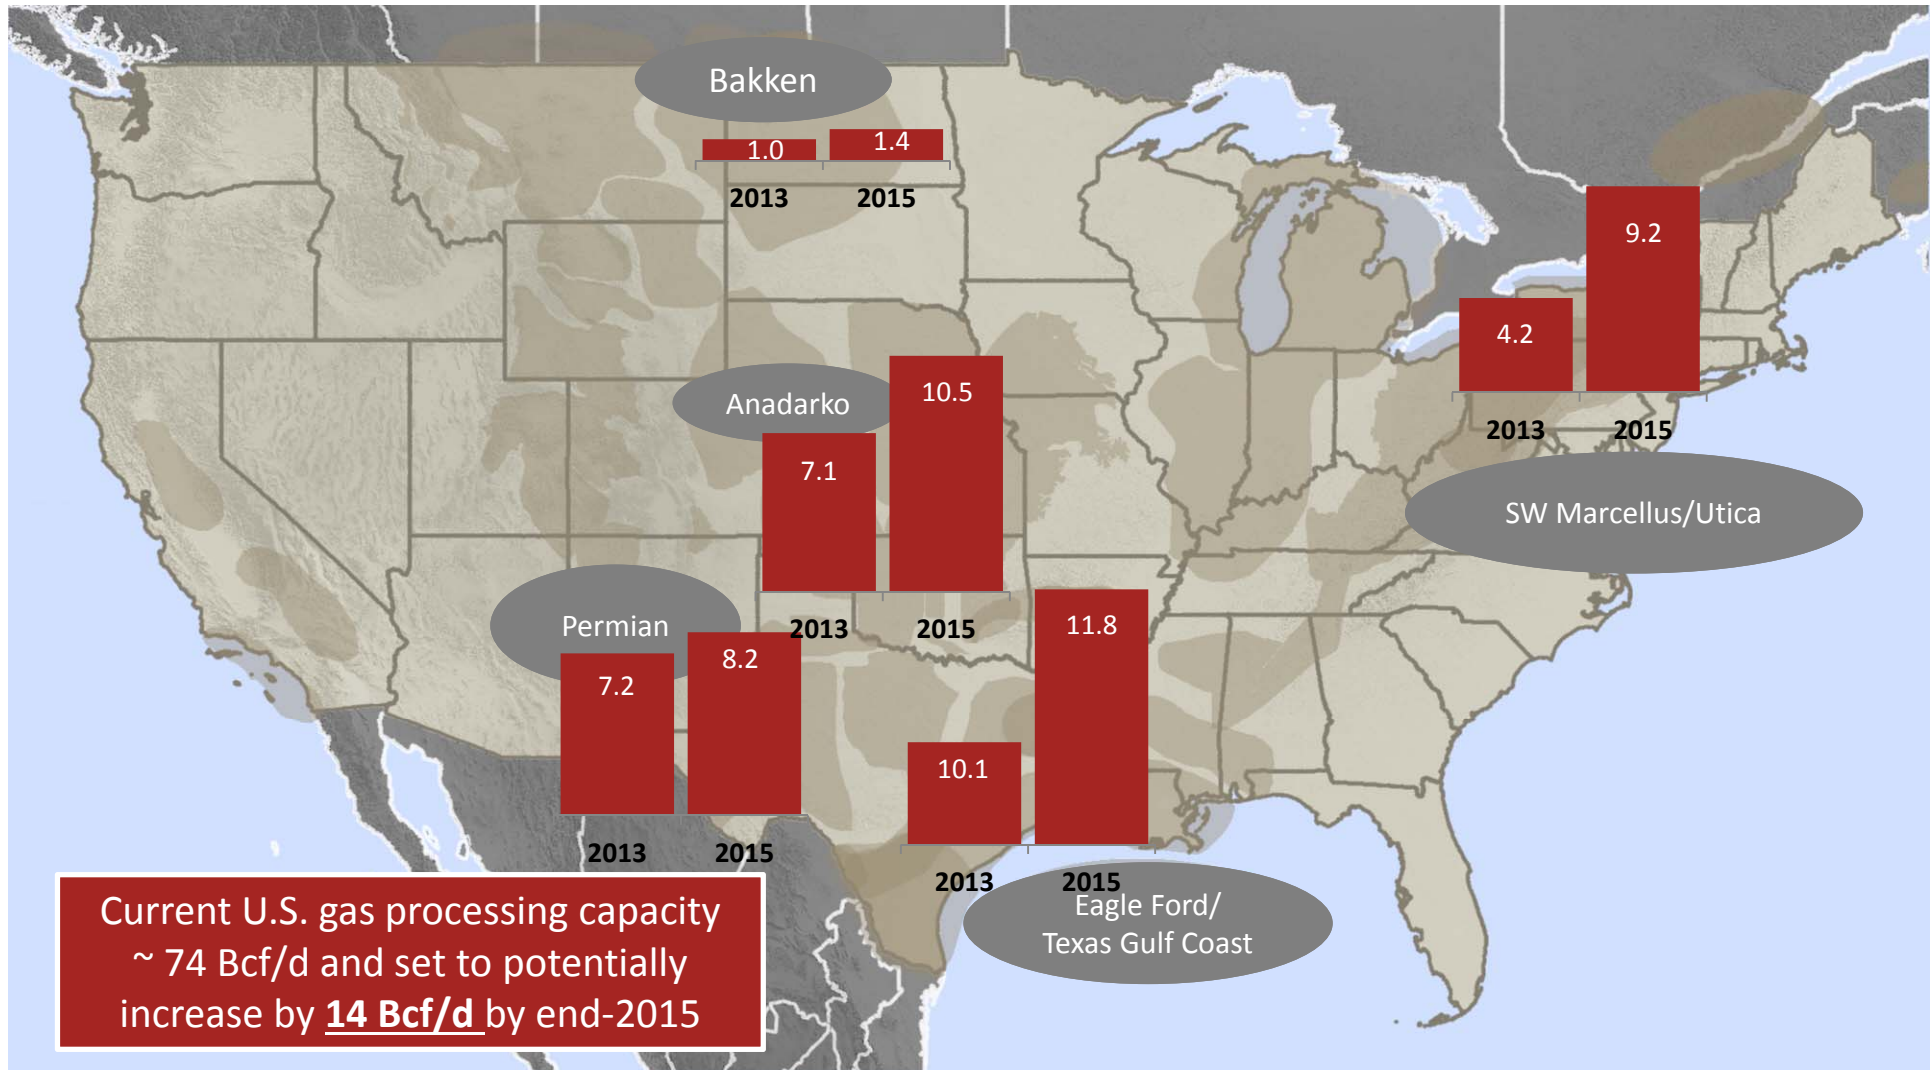 Bakken
1.0
1.4
2013
2015
9.2
4.2
2013
2015
SW Marcellus/Utica
Anadarko
10.5
7.1
2013
2015
Permian
7.2
8.2
2013
2015
11.8
10.1
2013
2015
Eagle Ford/
Texas Gulf Coast
Current U.S. gas processing capacity
~ 74 Bcf/d and set to potentially
increase by 14 Bcf/d by end-2015